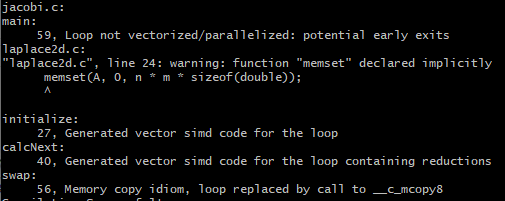 jacobi.c:
main:
59, Loop not vectorized/parallelized: potential early exits
laplace2d.c:
"laplace2d.c", line 24: warning: function "memset" declared implicitly
memset(A, 0, n * m * sizeof(double));
^
initialize:
27, Generated vector simd code for the loop
calcNext:
40, Generated vector simd code for the loop containing reductions
swap:
56, Memory copy idiom, loop replaced by call to __c_mcopy8